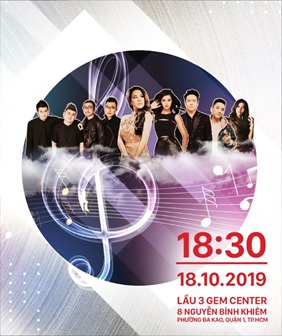 18:30
18.10.2019
LẦU 3 GEM CENTER
8 NGUYỄN BỈNH KHIÊM
PHƯỜNG ĐA KAO, QUẬN 1, TP.HCM